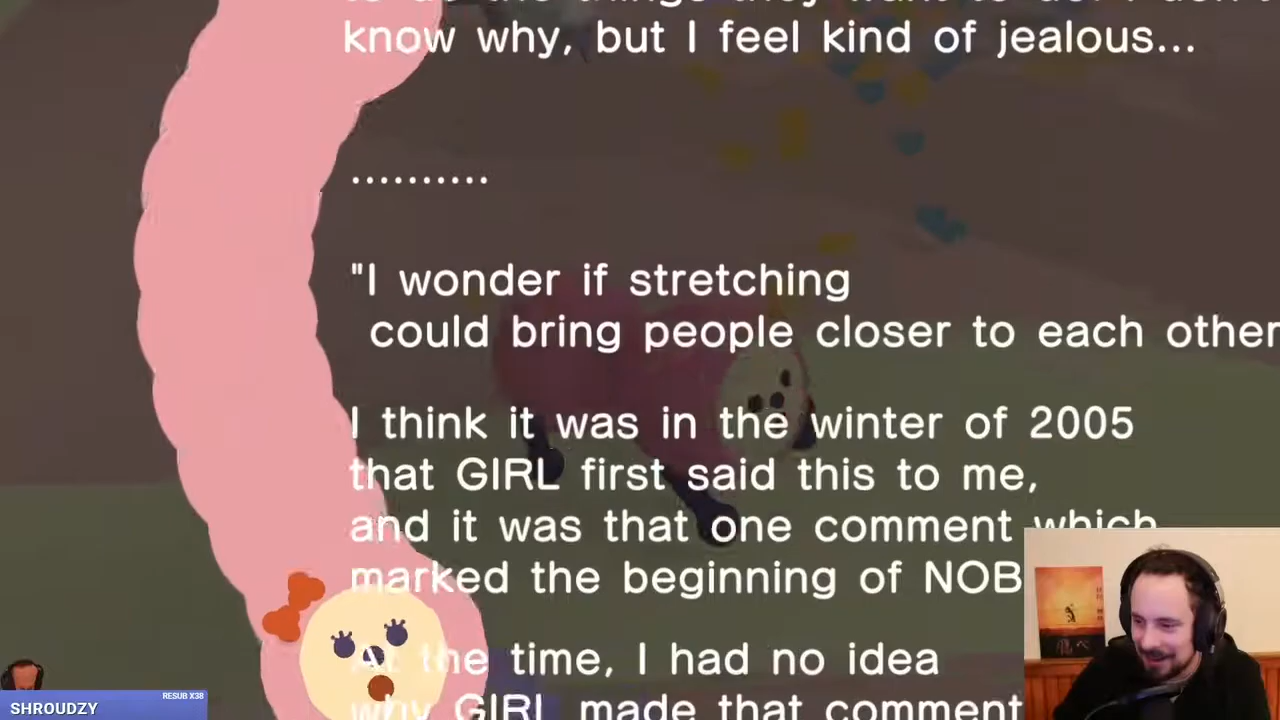 know why, but I feel kind of jealous...
..........
"I wonder if stretching
could bring people closer to each other
I think it was in the winter of 2005
that GIRL first said this to me,
and it was that one comment which
marked the beginning of NOB
At the time, I had no idea
why GIRL made that comment
SHROUDZY
RESUB X38